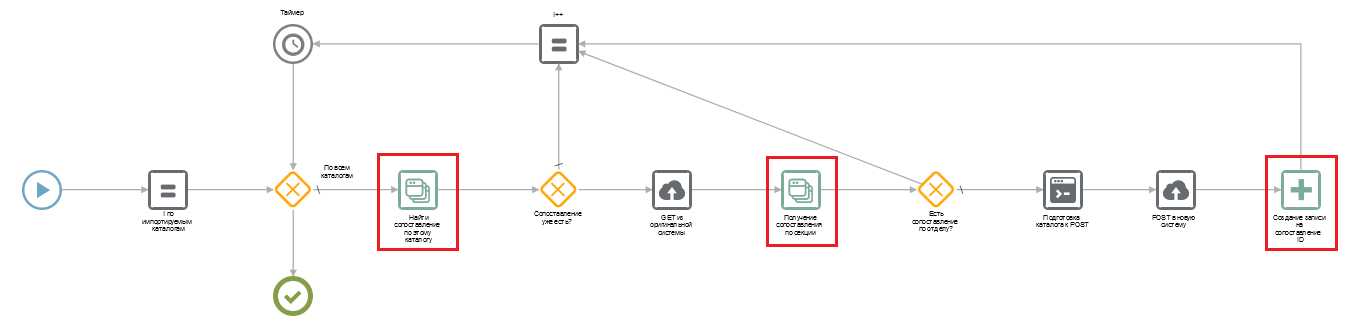 Таймер
I++
По всем
каталогам
I по
импортируемым
каталогам
Найти
сопоставление
по этому
каталогу
Сопоставление
уже есть?
GET из
оригинальной
системы
Получение
сопоставления
по секции
Есть
сопоставление
по отделу?
Подготовка
каталога к POST
POST в новую
систему
Создание записи
на
сопоставление
ID